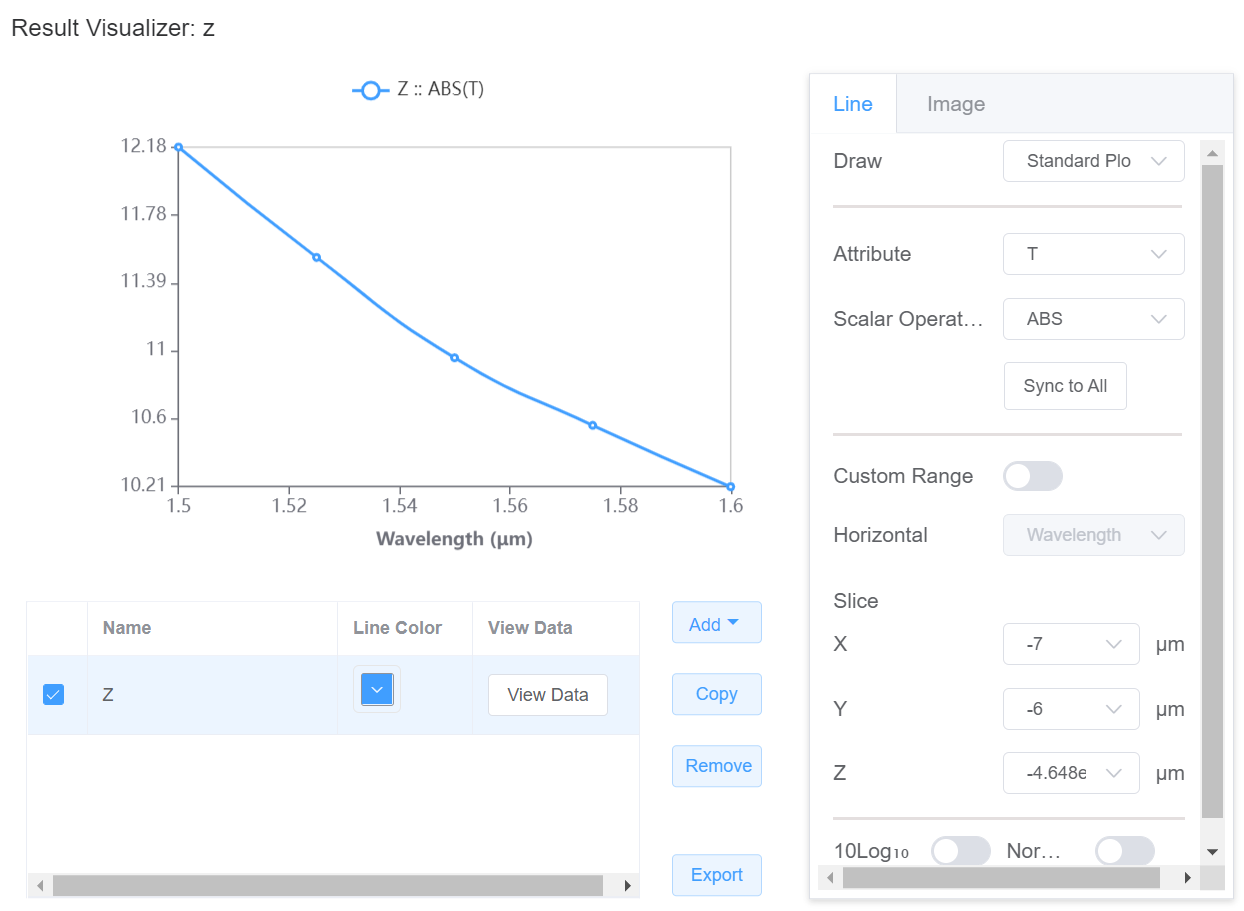 Result Visualizer: z
Z :: ABS(T)
12.18
11.78
11.39
11
10.6
10.21
1.5 1.52 1.54 1.56 1.58 1.6
Wavelength (μm)
Name Line Color View Data
Z View Data
Add
Copy
Remove
Export
Line Image
Draw Standard Plo
Attribute T
Scalar Operat... ABS
Sync to All
Custom Range
Horizontal Wavelength
Slice
X -7 μm
Y -6 μm
Z -4.648e μm
10Log₁₀ Nor...